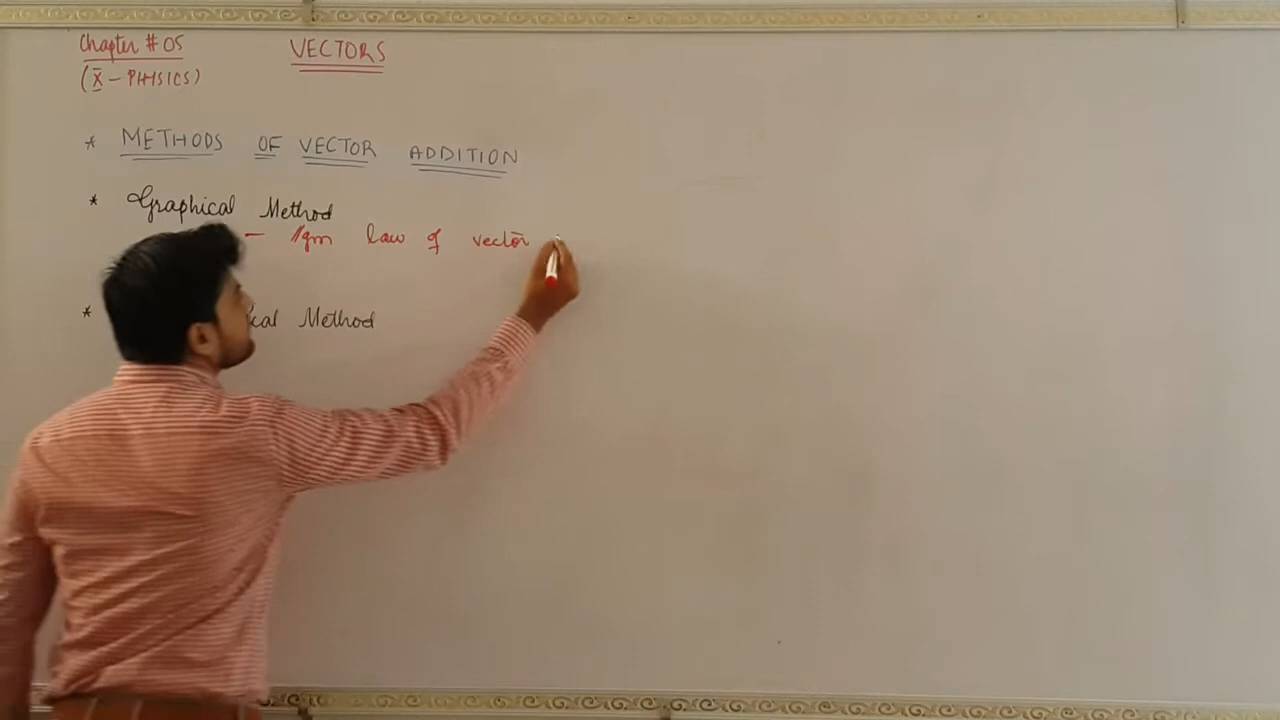 Chapter # 05 VECTORS
(X - PHYSICS)
* METHODS OF VECTOR ADDITION
* Graphical Method
- //gm law of vector
* Method